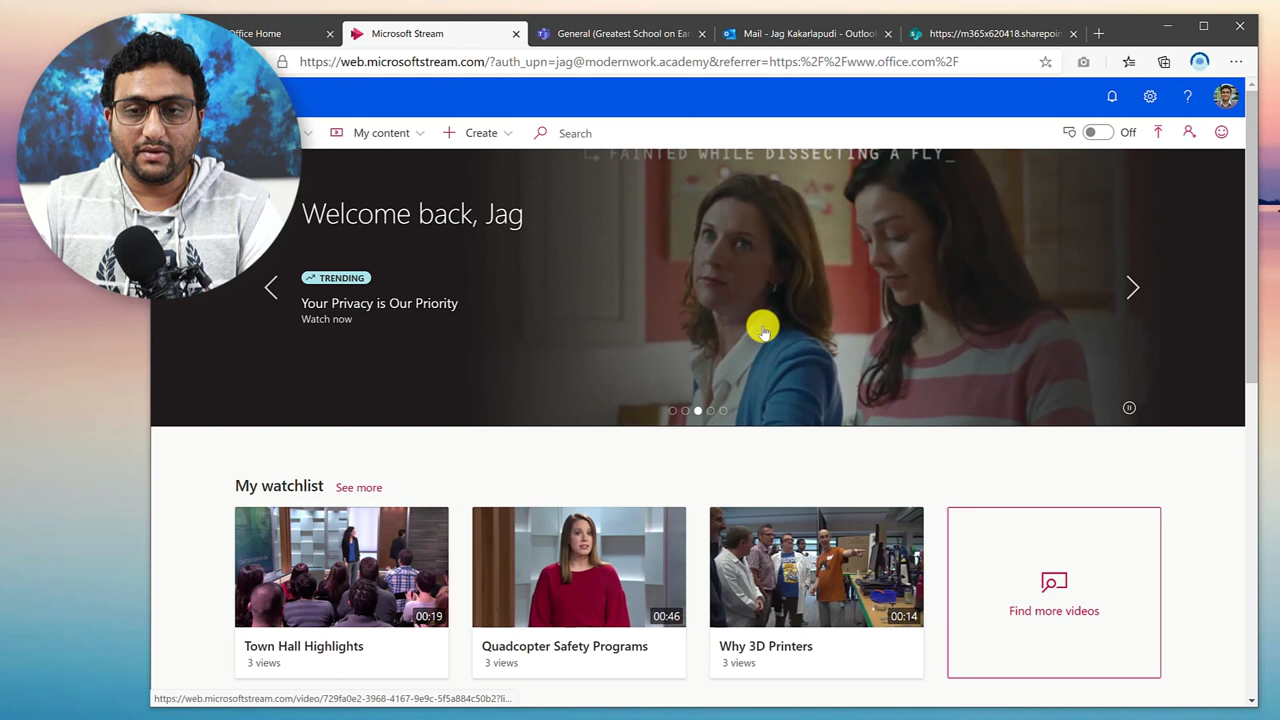 Office Home
Microsoft Stream
General (Greatest School on Ear
Mail - Jag Kakarlapudi - Outlook
https://m365x620418.sharepoin
https://web.microsoftstream.com/?auth_upn=jag@modernwork.academy&referrer=https:%2F%2Fwww.office.com%2F
My content
Create
Search
Off
FAINTED WHILE DISSECTING A FLY_
Welcome back, Jag
TRENDING
Your Privacy is Our Priority
Watch now
My watchlist
See more
00:19
00:46
00:14
Find more videos
Town Hall Highlights
Quadcopter Safety Programs
Why 3D Printers
3 views
3 views
3 views
https://web.microsoftstream.com/video/729fa0e2-3968-4167-9e9c-5f5a884c50b2?li...